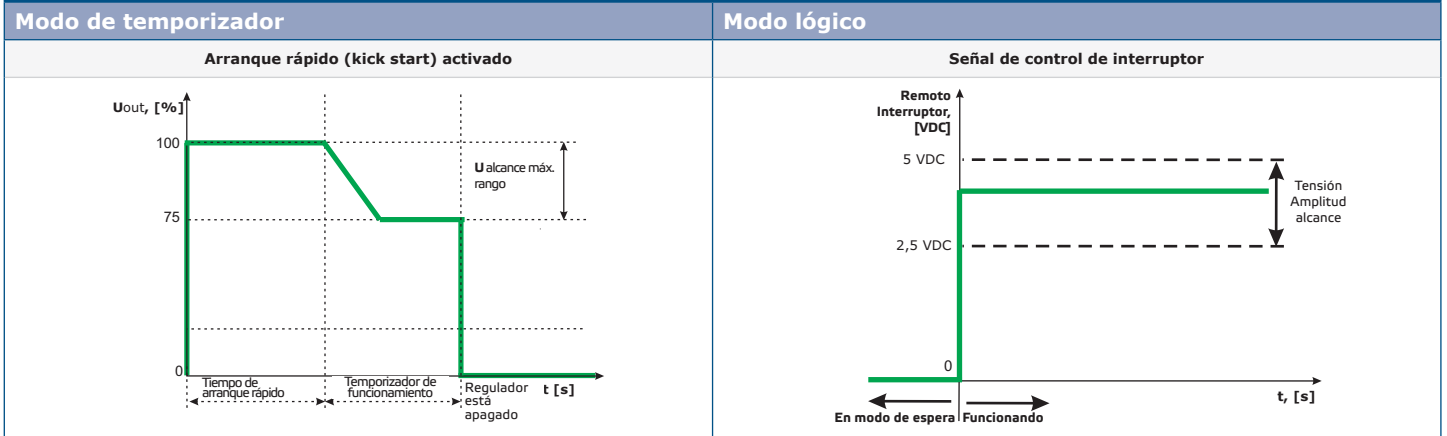 Modo de temporizador
Arranque rápido (kick start) activado
Uout, [%]
100
75
0
U alcance máx.
rango
Tiempo de
arranque rápido
Temporizador de
funcionamiento
Regulador
está
apagado
t [s]
Modo lógico
Señal de control de interruptor
Remoto
Interruptor,
[VDC]
5 VDC
2,5 VDC
0
Tensión
Amplitud
alcance
t, [s]
En modo de espera
Funcionando